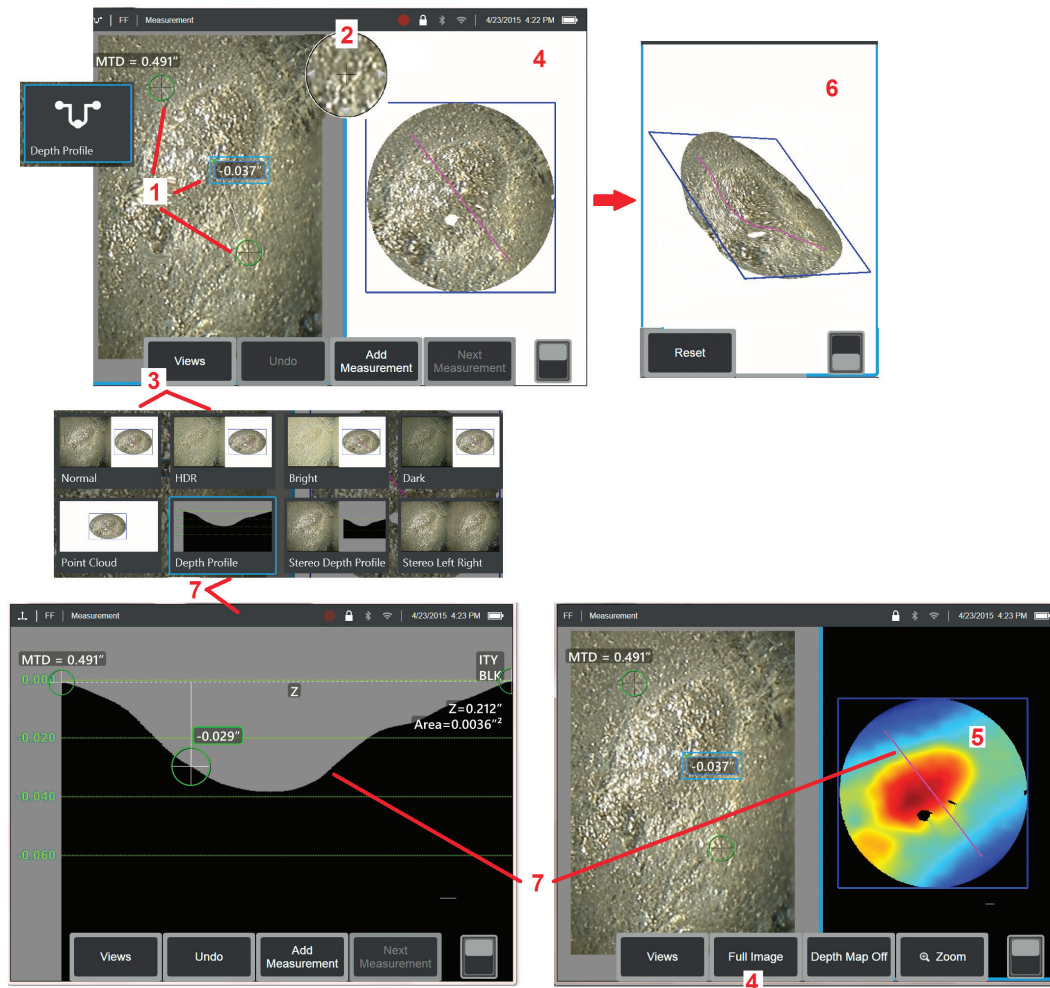 FF | Measurement
4/23/2015 4:22 PM
2
4
MTD = 0.491"
6
Depth Profile
-0.037"
1
Views
Undo
Add Measurement
Next Measurement
Reset
3
Normal
HDR
Bright
Dark
Point Cloud
Depth Profile
Stereo Depth Profile
Stereo Left Right
7
FF | Measurement
4/23/2015 4:23 PM
MTD = 0.491"
ITY
BLK
0.000
Z
Z=0.212"
Area=0.0036"²
-0.029"
-0.020
-0.040
-0.060
Views
Undo
Add Measurement
Next Measurement
7
FF | Measurement
4/23/2015 4:23 PM
MTD = 0.491"
5
-0.037"
Views
Full Image
Depth Map Off
Zoom
4